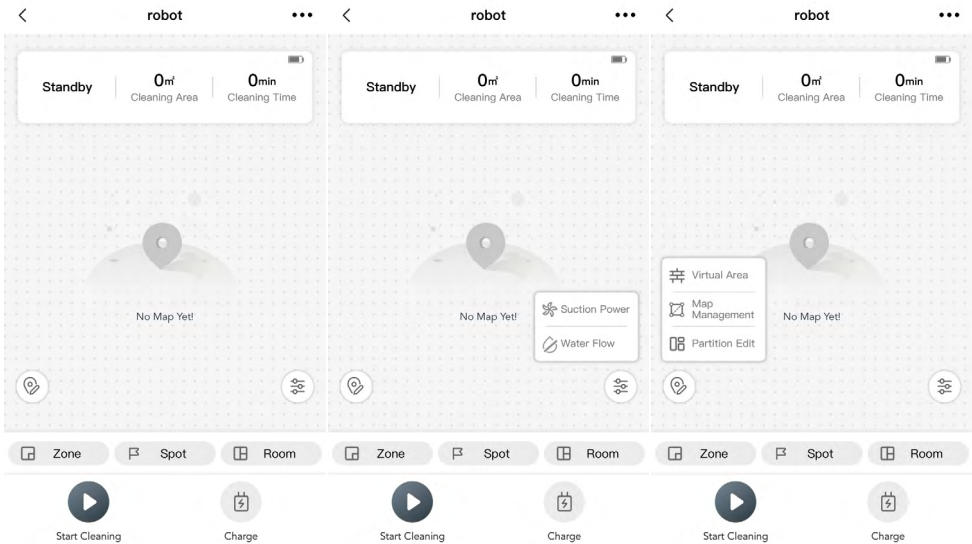 robot
Standby
0㎡
Cleaning Area
0min
Cleaning Time
No Map Yet!
Zone
Spot
Room
Start Cleaning
Charge
robot
Standby
0㎡
Cleaning Area
0min
Cleaning Time
No Map Yet!
Suction Power
Water Flow
Zone
Spot
Room
Start Cleaning
Charge
robot
Standby
0㎡
Cleaning Area
0min
Cleaning Time
Virtual Area
Map
Management
Partition Edit
No Map Yet!
Zone
Spot
Room
Start Cleaning
Charge